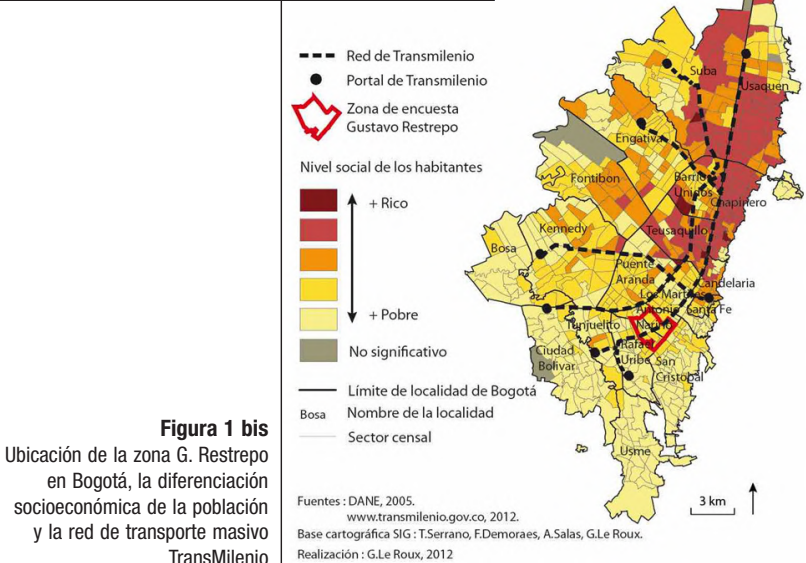 Red de Transmilenio
Portal de Transmilenio
Zona de encuesta
Gustavo Restrepo
Nivel social de los habitantes
+ Rico
+ Pobre
No significativo
Límite de localidad de Bogotá
Bosa
Nombre de la localidad
Sector censal
Suba
Usaquen
Engativa
Fontibon
Barrios
Unidos
Chapinero
Kennedy
Teusaquillo
Bosa
Puente
Aranda
Candelaria
Los Martires
Antonio
Nariño
Santa Fe
Tunjuelito
Rafael
Uribe
San
Cristobal
Ciudad
Bolivar
Usme
3 km
Fuentes : DANE, 2005.
www.transmilenio.gov.co, 2012.
Base cartográfica SIG : T.Serrano, F.Demoraes, A.Salas, G.Le Roux.
Realización : G.Le Roux, 2012
Figura 1 bis
Ubicación de la zona G. Restrepo
en Bogotá, la diferenciación
socioeconómica de la población
y la red de transporte masivo
TransMilenio